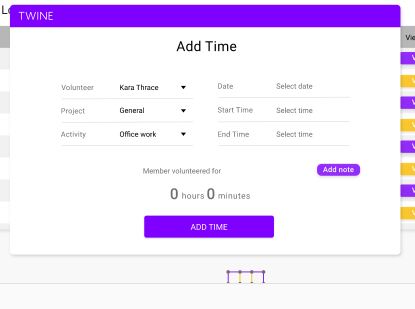 TWINE
Add Time
Volunteer Kara Thrace
Date Select date
Project General
Start Time Select time
Activity Office work
End Time Select time
Member volunteered for
Add note
0 hours 0 minutes
ADD TIME